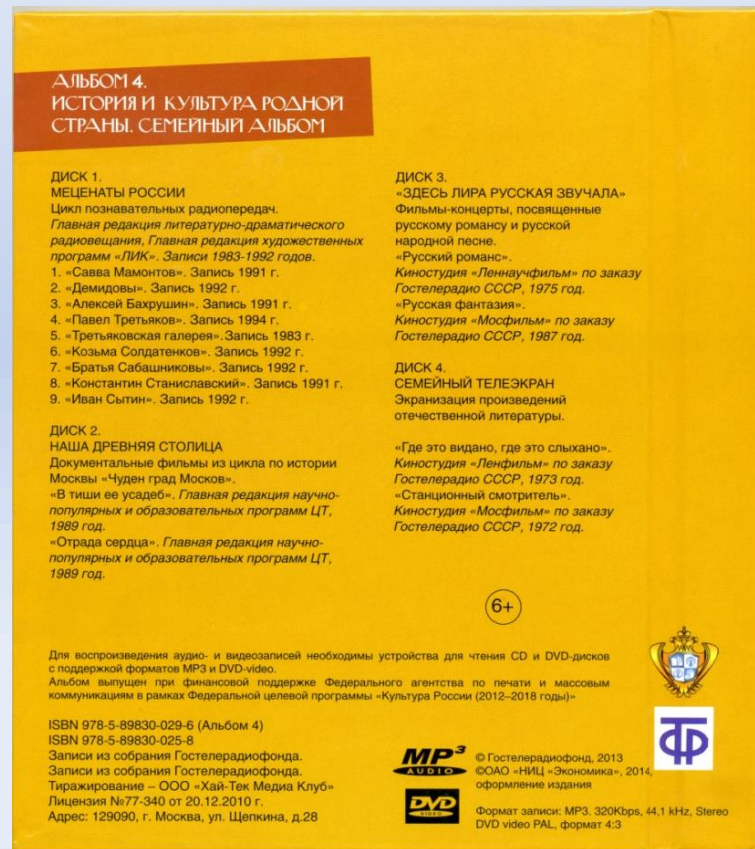 АЛЬБОМ 4.
ИСТОРИЯ И КУЛЬТУРА РОДНОЙ
СТРАНЫ. СЕМЕЙНЫЙ АЛЬБОМ
ДИСК 1.
МЕЦЕНАТЫ РОССИИ
Цикл познавательных радиопередач.
Главная редакция литературно-драматического
радиовещания, Главная редакция художественных
программ «ЛИК». Записи 1983-1992 годов.
1. «Савва Мамонтов». Запись 1991 г.
2. «Демидовы». Запись 1992 г.
3. «Алексей Бахрушин». Запись 1991 г.
4. «Павел Третьяков». Запись 1994 г.
5. «Третьяковская галерея». Запись 1983 г.
6. «Козьма Солдатенков». Запись 1992 г.
7. «Братья Сабашниковы». Запись 1992 г.
8. «Константин Станиславский». Запись 1991 г.
9. «Иван Сытин». Запись 1992 г.
ДИСК 2.
НАША ДРЕВНЯЯ СТОЛИЦА
Документальные фильмы из цикла по истории
Москвы «Чуден град Москов».
«В тиши ее усадеб». Главная редакция научно-
популярных и образовательных программ ЦТ,
1989 год.
«Отрада сердца». Главная редакция научно-
популярных и образовательных программ ЦТ,
1989 год.
ДИСК 3.
«ЗДЕСЬ ЛИРА РУССКАЯ ЗВУЧАЛА»
Фильмы-концерты, посвященные
русскому романсу и русской
народной песне.
«Русский романс».
Киностудия «Леннаучфильм» по заказу
Гостелерадио СССР, 1975 год.
«Русская фантазия».
Киностудия «Мосфильм» по заказу
Гостелерадио СССР, 1987 год.
ДИСК 4.
СЕМЕЙНЫЙ ТЕЛЕЭКРАН
Экранизация произведений
отечественной литературы.
«Где это видано, где это слыхано».
Киностудия «Ленфильм» по заказу
Гостелерадио СССР, 1973 год.
«Станционный смотритель».
Киностудия «Мосфильм» по заказу
Гостелерадио СССР, 1972 год.
6+
Для воспроизведения аудио- и видеозаписей необходимы устройства для чтения CD и DVD-дисков
с поддержкой форматов MP3 и DVD-video.
Альбом выпущен при финансовой поддержке Федерального агентства по печати и массовым
коммуникациям в рамках Федеральной целевой программы «Культура России (2012–2018 годы)»
ISBN 978-5-89830-029-6 (Альбом 4)
ISBN 978-5-89830-025-8
Записи из собрания Гостелерадиофонда.
Записи из собрания Гостелерадиофонда.
Тиражирование – ООО «Хай-Тек Медиа Клуб»
Лицензия №77-340 от 20.12.2010 г.
Адрес: 129090, г. Москва, ул. Щепкина, д.28
MP3
AUDIO
DVD
VIDEO
© Гостелерадиофонд, 2013
©ОАО «НИЦ «Экономика», 2014,
оформление издания
Формат записи: MP3. 320Kbps, 44,1 kHz, Stereo
DVD video PAL, формат 4:3